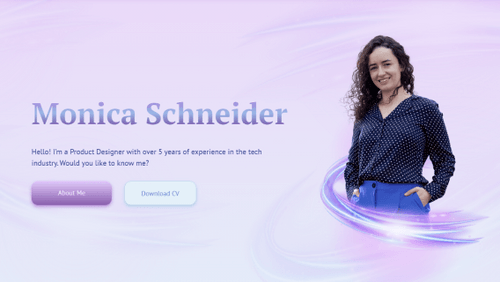 Monica Schneider
Hello! I'm a Product Designer with over 5 years of experience in the tech
industry. Would you like to know me?
About Me
Download CV